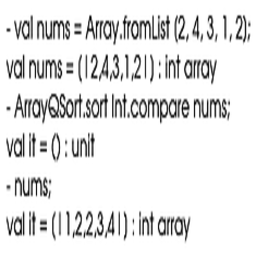 - val nums = Array.fromList (2, 4, 3, 1, 2);
val nums = ( | 2,4,3,1,2 | ) : int array
- ArrayQSort.sort Int.compare nums;
val it = () : unit
- nums;
val it = ( | 1,2,2,3,4 | ) : int array